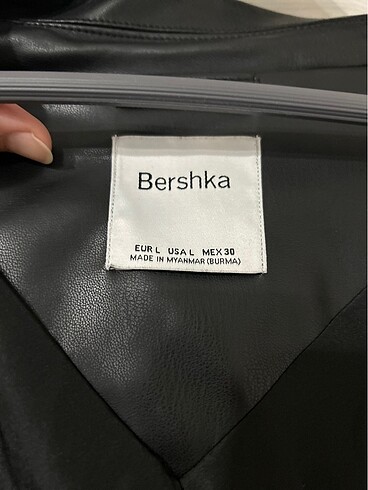 Bershka
EUR L USA L MEX 30
MADE IN MYANMAR (BURMA)